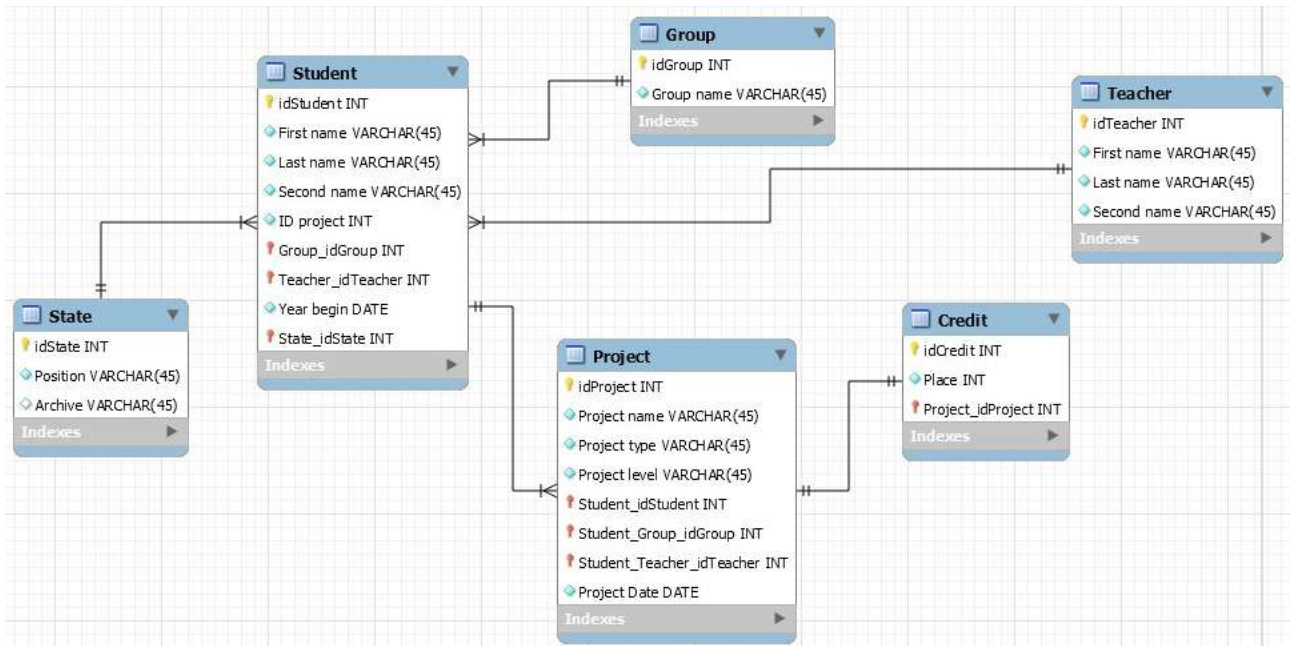 Group
idGroup INT
Group name VARCHAR(45)
Indexes
Student
idStudent INT
First name VARCHAR(45)
Last name VARCHAR(45)
Second name VARCHAR(45)
ID project INT
Group_idGroup INT
Teacher_idTeacher INT
Year begin DATE
State_idState INT
Indexes
Teacher
idTeacher INT
First name VARCHAR(45)
Last name VARCHAR(45)
Second name VARCHAR(45)
Indexes
State
idState INT
Position VARCHAR(45)
Archive VARCHAR(45)
Indexes
Project
idProject INT
Project name VARCHAR(45)
Project type VARCHAR(45)
Project level VARCHAR(45)
Student_idStudent INT
Student_Group_idGroup INT
Student_Teacher_idTeacher INT
Project Date DATE
Indexes
Credit
idCredit INT
Place INT
Project_idProject INT
Indexes